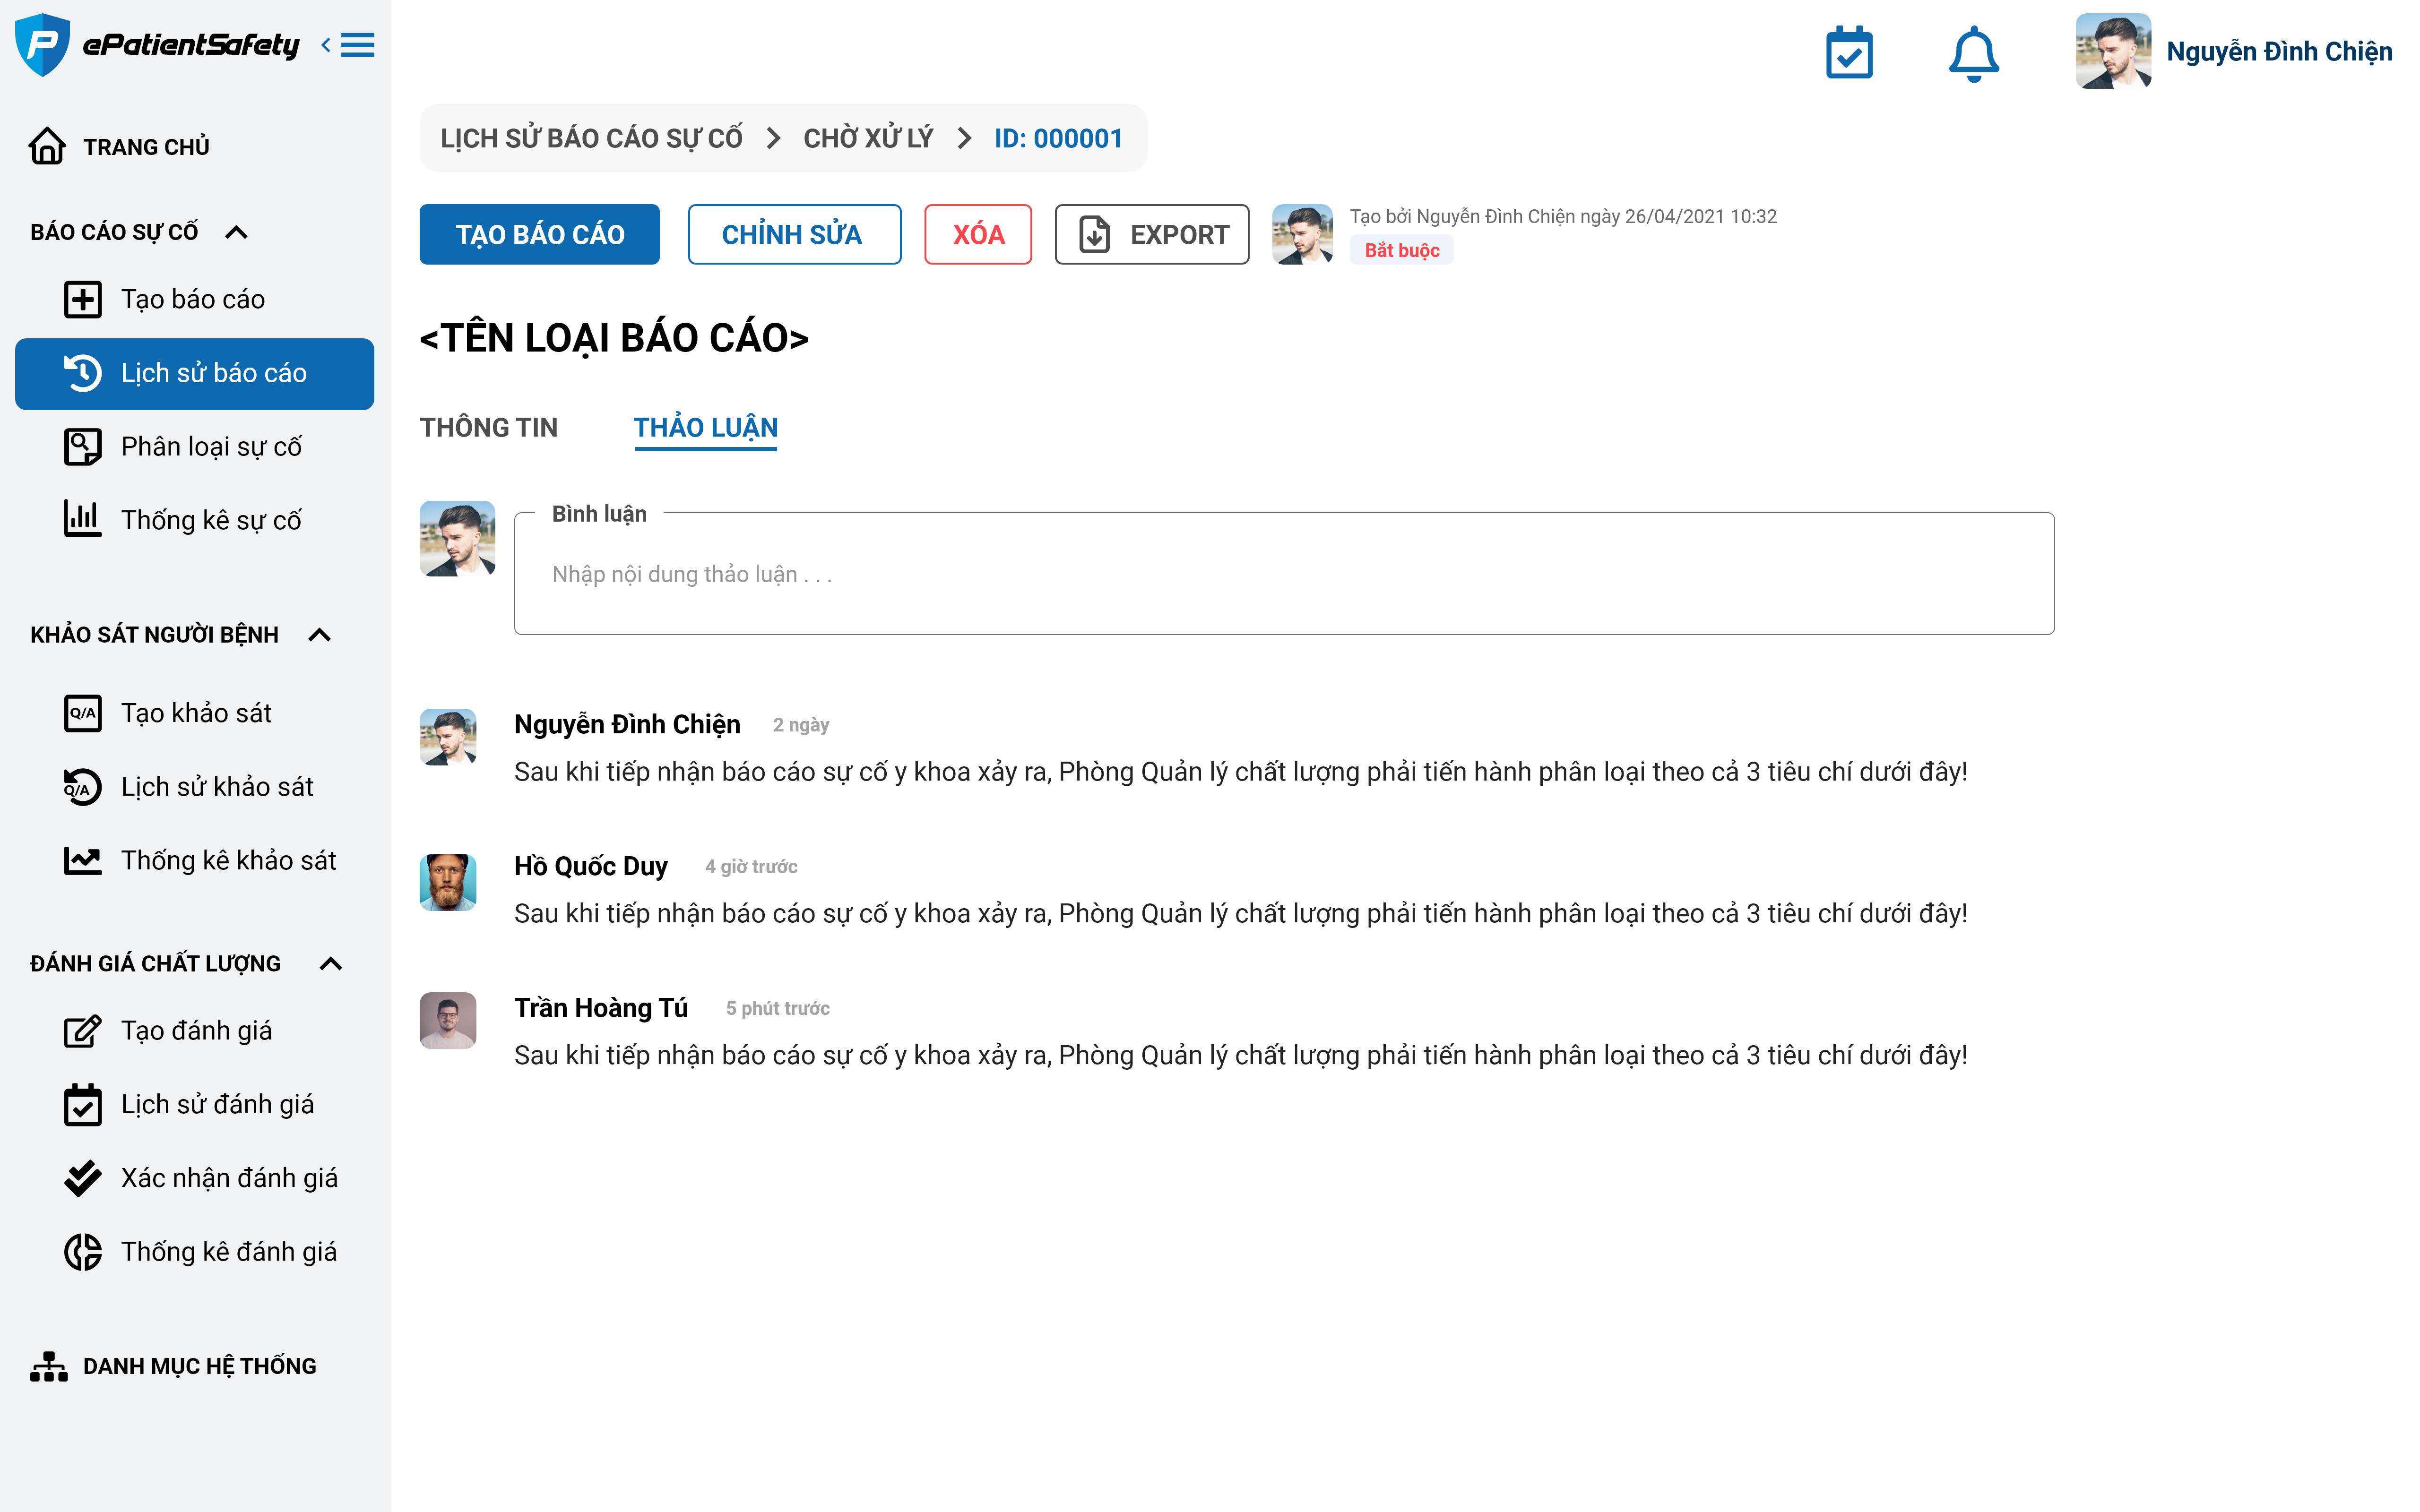 ePatientSafety
Nguyễn Đình Chiện
TRANG CHỦ
BÁO CÁO SỰ CỐ
Tạo báo cáo
Lịch sử báo cáo
Phân loại sự cố
Thống kê sự cố
KHẢO SÁT NGƯỜI BỆNH
Q/A Tạo khảo sát
Q/A Lịch sử khảo sát
Thống kê khảo sát
ĐÁNH GIÁ CHẤT LƯỢNG
Tạo đánh giá
Lịch sử đánh giá
Xác nhận đánh giá
Thống kê đánh giá
DANH MỤC HỆ THỐNG
LỊCH SỬ BÁO CÁO SỰ CỐ > CHỜ XỬ LÝ > ID: 000001
TẠO BÁO CÁO CHỈNH SỬA XÓA EXPORT
Tạo bởi Nguyễn Đình Chiện ngày 26/04/2021 10:32
Bắt buộc
<TÊN LOẠI BÁO CÁO>
THÔNG TIN THẢO LUẬN
Bình luận
Nhập nội dung thảo luận . . .
Nguyễn Đình Chiện 2 ngày
Sau khi tiếp nhận báo cáo sự cố y khoa xảy ra, Phòng Quản lý chất lượng phải tiến hành phân loại theo cả 3 tiêu chí dưới đây!
Hồ Quốc Duy 4 giờ trước
Sau khi tiếp nhận báo cáo sự cố y khoa xảy ra, Phòng Quản lý chất lượng phải tiến hành phân loại theo cả 3 tiêu chí dưới đây!
Trần Hoàng Tú 5 phút trước
Sau khi tiếp nhận báo cáo sự cố y khoa xảy ra, Phòng Quản lý chất lượng phải tiến hành phân loại theo cả 3 tiêu chí dưới đây!